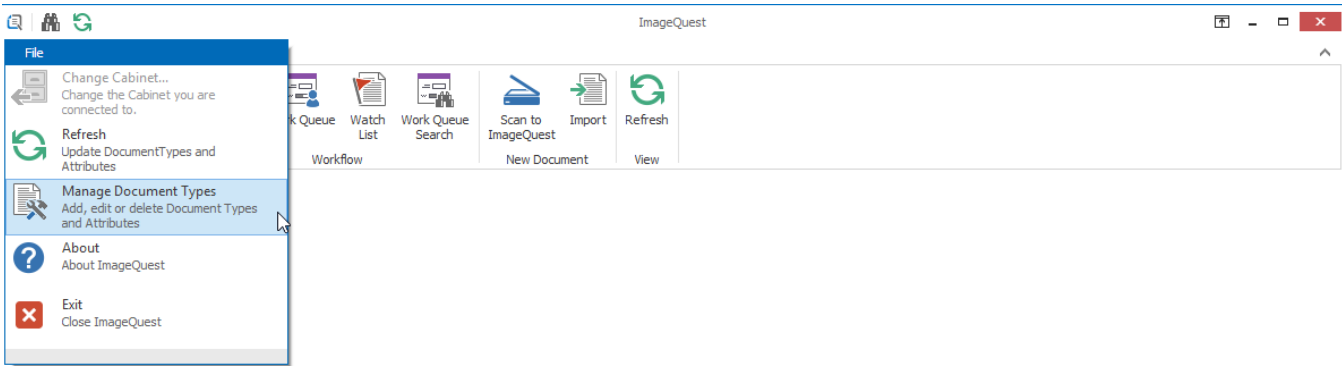 ImageQuest
File
Change Cabinet...
Change the Cabinet you are
connected to.
Refresh
Update DocumentTypes and
Attributes
Manage Document Types
Add, edit or delete Document Types
and Attributes
About
About ImageQuest
Exit
Close ImageQuest
k Queue
Watch
List
Work Queue
Search
Workflow
Scan to
ImageQuest
Import
New Document
Refresh
View